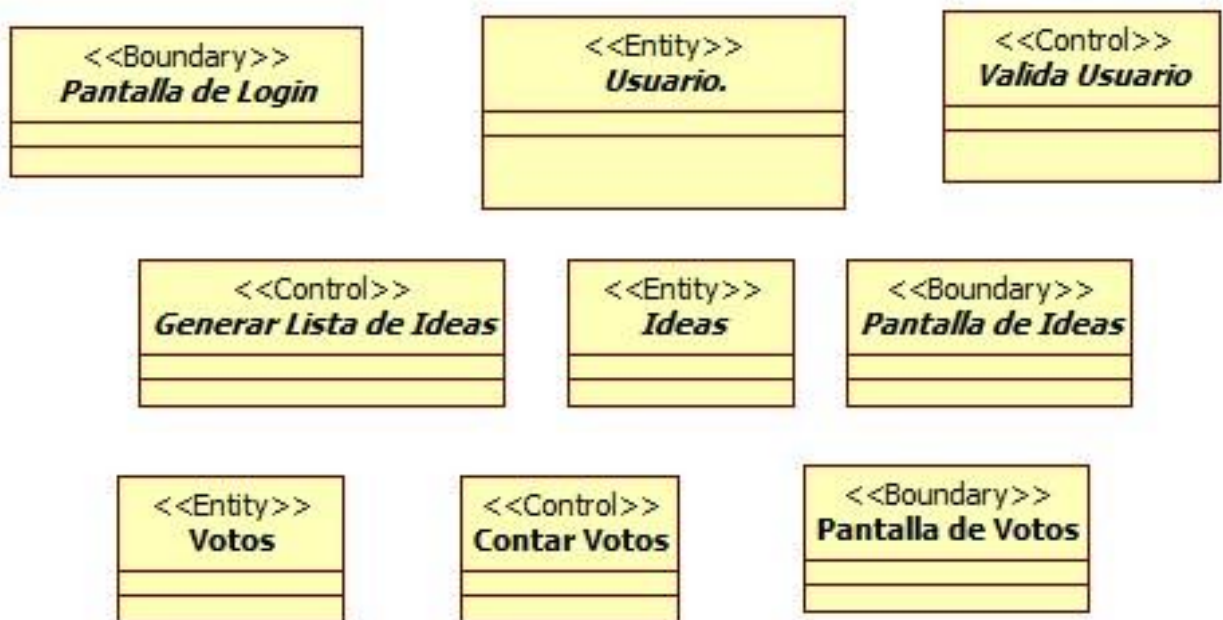 <<Boundary>>
Pantalla de Login
<<Entity>>
Usuario.
<<Control>>
Valida Usuario
<<Control>>
Generar Lista de Ideas
<<Entity>>
Ideas
<<Boundary>>
Pantalla de Ideas
<<Entity>>
Votos
<<Control>>
Contar Votos
<<Boundary>>
Pantalla de Votos